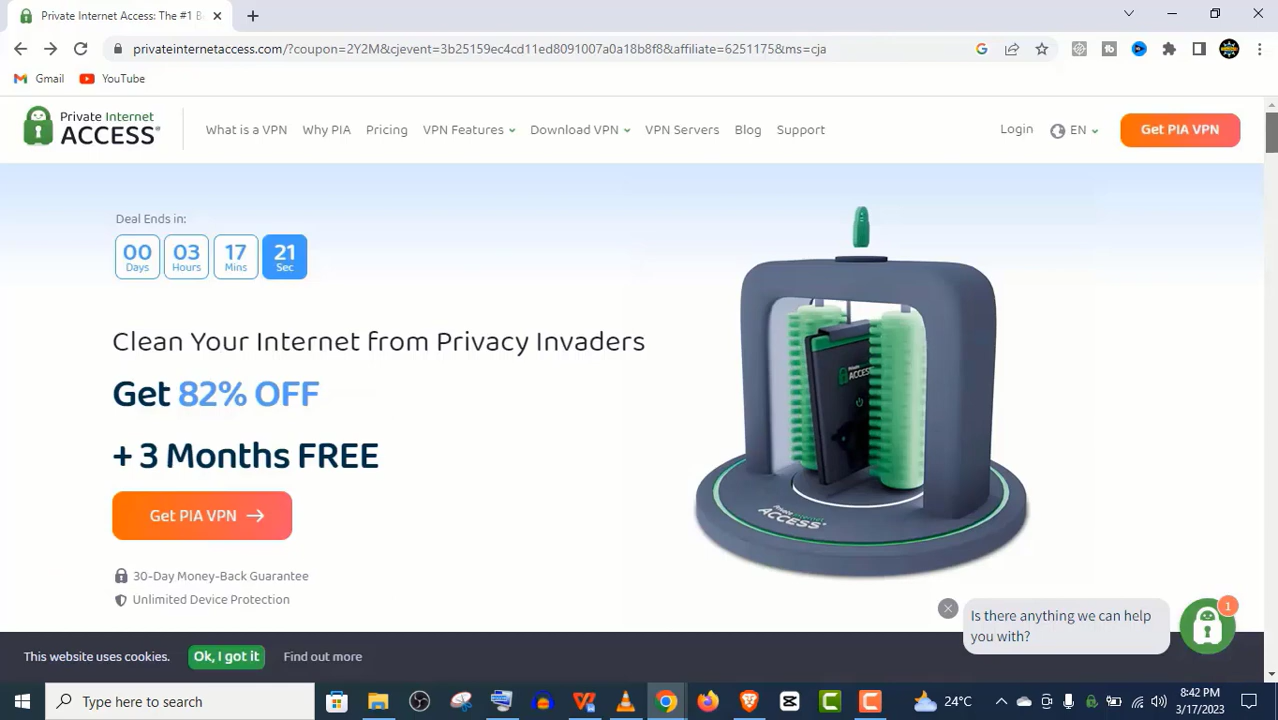 Private Internet Access: The #1 B
privateinternetaccess.com/?coupon=2Y2M&cjevent=3b25159ec4cd11ed8091007a0a18b8f8&affiliate=6251175&ms=cja
Gmail YouTube
Private Internet ACCESS®
What is a VPN Why PIA Pricing VPN Features Download VPN VPN Servers Blog Support Login EN Get PIA VPN
Deal Ends in:
00 03 17 21
Days Hours Mins Sec
Clean Your Internet from Privacy Invaders
Get 82% OFF
+ 3 Months FREE
Get PIA VPN →
30-Day Money-Back Guarantee
Unlimited Device Protection
ACCESS
Private Internet
ACCESS®
1
Is there anything we can help
you with?
This website uses cookies. Ok, I got it Find out more
Type here to search
24°C
8:42 PM
3/17/2023